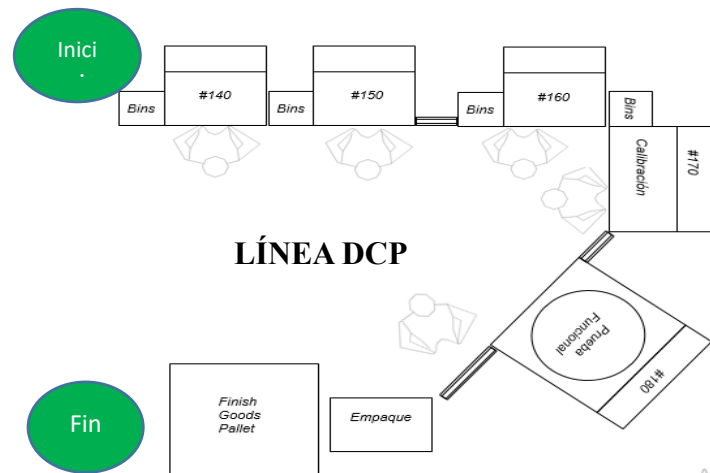 Inici
.
#140
#150
#160
Bins
Bins
Bins
Bins
Calibración
#170
LÍNEA DCP
Prueba
Funcional
#180
Finish
Goods
Pallet
Empaque
Fin